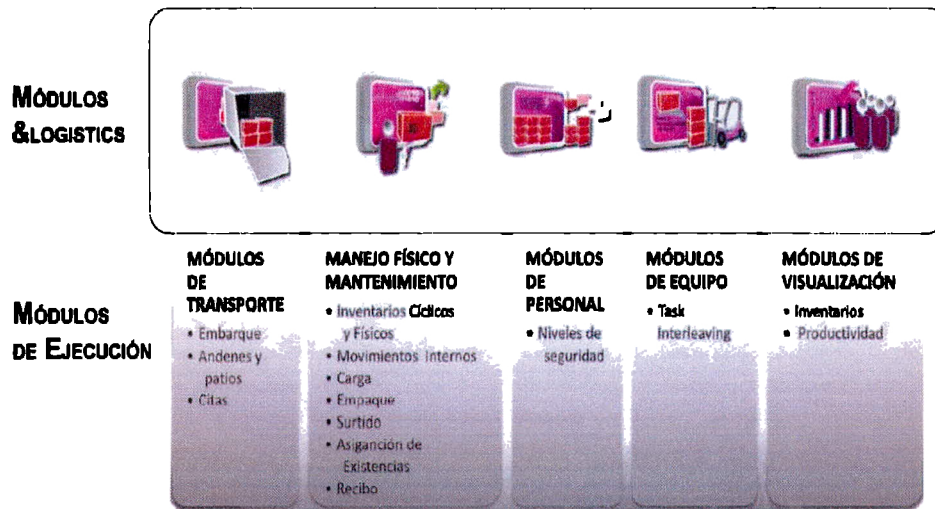 MÓDULOS
&LOGISTICS
MÓDULOS
DE EJECUCIÓN
MÓDULOS
DE
TRANSPORTE
• Embarque
• Andenes y
patios
• Citas
MANEJO FÍSICO Y
MANTENIMIENTO
• Inventarios Cíclicos
y Físicos
• Movimientos Internos
• Carga
• Empaque
• Surtido
• Asigancíón de
Existencias
• Recibo
MÓDULOS
DE
PERSONAL
• Niveles de
seguridad
MÓDULOS
DE EQUIPO
• Task
Interleaving
MÓDULOS DE
VISUALIZACIÓN
• Inventarios
• Productividad